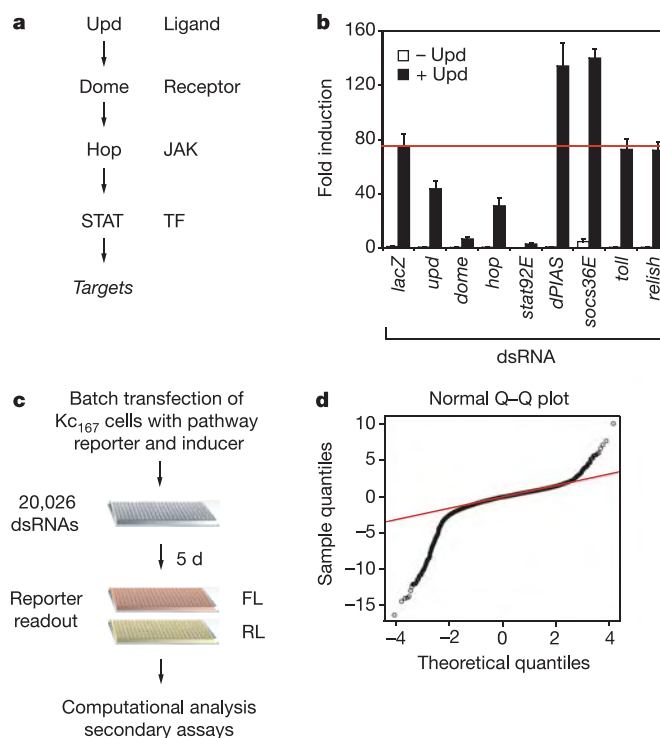 a
Upd Ligand
Dome Receptor
Hop JAK
STAT TF
Targets
b
Fold induction
160
120
80
40
0
– Upd
+ Upd
lacZ
upd
dome
hop
stat92E
dPIAS
socs36E
toll
relish
dsRNA
c
Batch transfection of
Kc167 cells with pathway
reporter and inducer
20,026
dsRNAs
5 d
Reporter
readout
FL
RL
Computational analysis
secondary assays
d
Normal Q–Q plot
Sample quantiles
10
5
0
–5
–10
–15
–4 –2 0 2 4
Theoretical quantiles